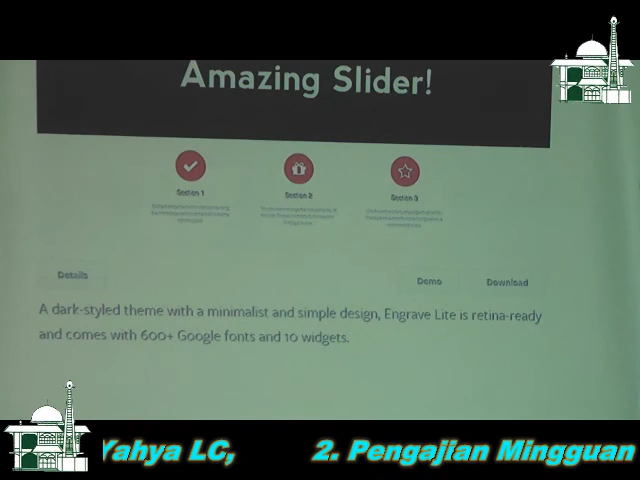 Amazing Slider!
Section 1
Section 2
Section 3
Details
Demo
Download
A dark-styled theme with a minimalist and simple design, Engrave Lite is retina-ready
and comes with 600+ Google fonts and 10 widgets.
Yahya LC, 2. Pengajian Mingguan